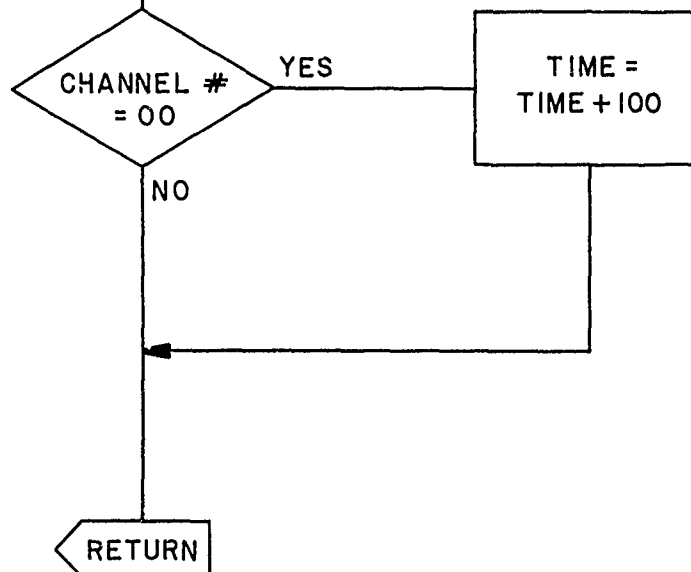 CHANNEL #
= 00
YES
TIME =
TIME + 100
NO
RETURN